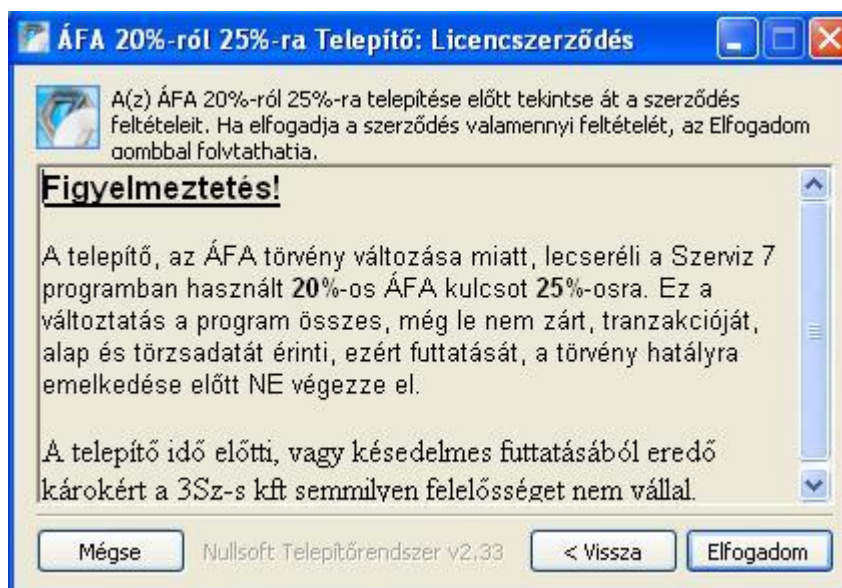 ÁFA 20%-ról 25%-ra Telepítő: Licencszerződés
A(z) ÁFA 20%-ról 25%-ra telepítése előtt tekintse át a szerződés
feltételeit. Ha elfogadja a szerződés valamennyi feltételét, az Elfogadom
gombbal folytathatja.
Figyelmeztetés!
A telepítő, az ÁFA törvény változása miatt, lecseréli a Szerviz 7
programban használt 20%-os ÁFA kulcsot 25%-osra. Ez a
változtatás a program összes, még le nem zárt, tranzakcióját,
alap és törzsadatát érinti, ezért futtatását, a törvény hatályra
emelkedése előtt NE végezze el.
A telepítő idő előtti, vagy késedelmes futtatásából eredő
károkért a 3Sz-s kft semmilyen felelősséget nem vállal.
Mégse
Nullsoft Telepítőrendszer v2.33
< Vissza
Elfogadom